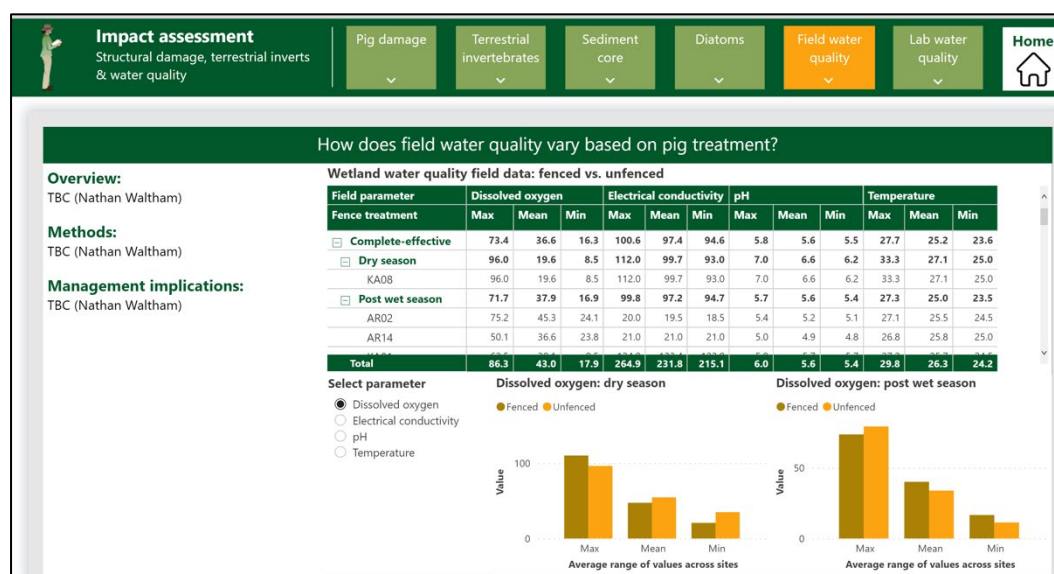 Impact assessment
Structural damage, terrestrial inverts
& water quality
Pig damage
Terrestrial
invertebrates
Sediment
core
Diatoms
Field water
quality
Lab water
quality
Home
How does field water quality vary based on pig treatment?
Overview:
TBC (Nathan Waltham)
Methods:
TBC (Nathan Waltham)
Management implications:
TBC (Nathan Waltham)
Wetland water quality field data: fenced vs. unfenced
Field parameter Dissolved oxygen Electrical conductivity pH Temperature
Fence treatment Max Mean Min Max Mean Min Max Mean Min Max Mean Min
Complete-effective 73.4 36.6 16.3 100.6 97.4 94.6 5.8 5.6 5.5 27.7 25.2 23.6
Dry season 96.0 19.6 8.5 112.0 99.7 93.0 7.0 6.6 6.2 33.3 27.1 25.0
KA08 96.0 19.6 8.5 112.0 99.7 93.0 7.0 6.6 6.2 33.3 27.1 25.0
Post wet season 71.7 37.9 16.9 99.8 97.2 94.7 5.7 5.6 5.4 27.3 25.0 23.5
AR02 75.2 45.3 24.1 20.0 19.5 18.5 5.4 5.2 5.1 27.1 25.5 24.5
AR14 50.1 36.6 23.8 21.0 21.0 21.0 5.0 4.9 4.8 26.8 25.8 25.0
Total 86.3 43.0 17.9 264.9 231.8 215.1 6.0 5.6 5.4 29.8 26.3 24.2
Select parameter
Dissolved oxygen
Electrical conductivity
pH
Temperature
Dissolved oxygen: dry season
Fenced Unfenced
Value
100
0
Max Mean Min
Average range of values across sites
Dissolved oxygen: post wet season
Fenced Unfenced
Value
50
0
Max Mean Min
Average range of values across sites